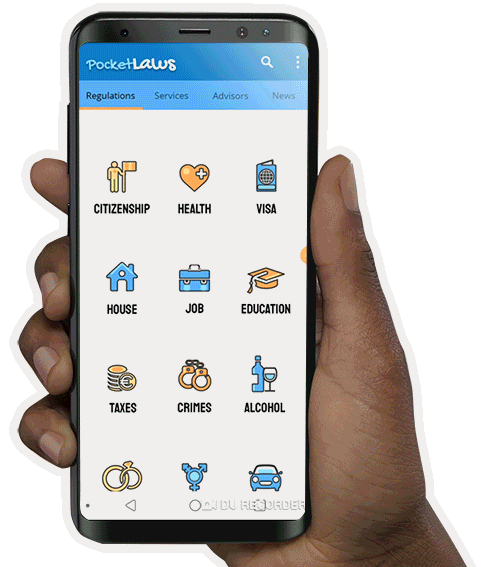 PocketLaws
Regulations Services Advisors News
CITIZENSHIP HEALTH VISA
HOUSE JOB EDUCATION
TAXES CRIMES ALCOHOL
DU RECORDER